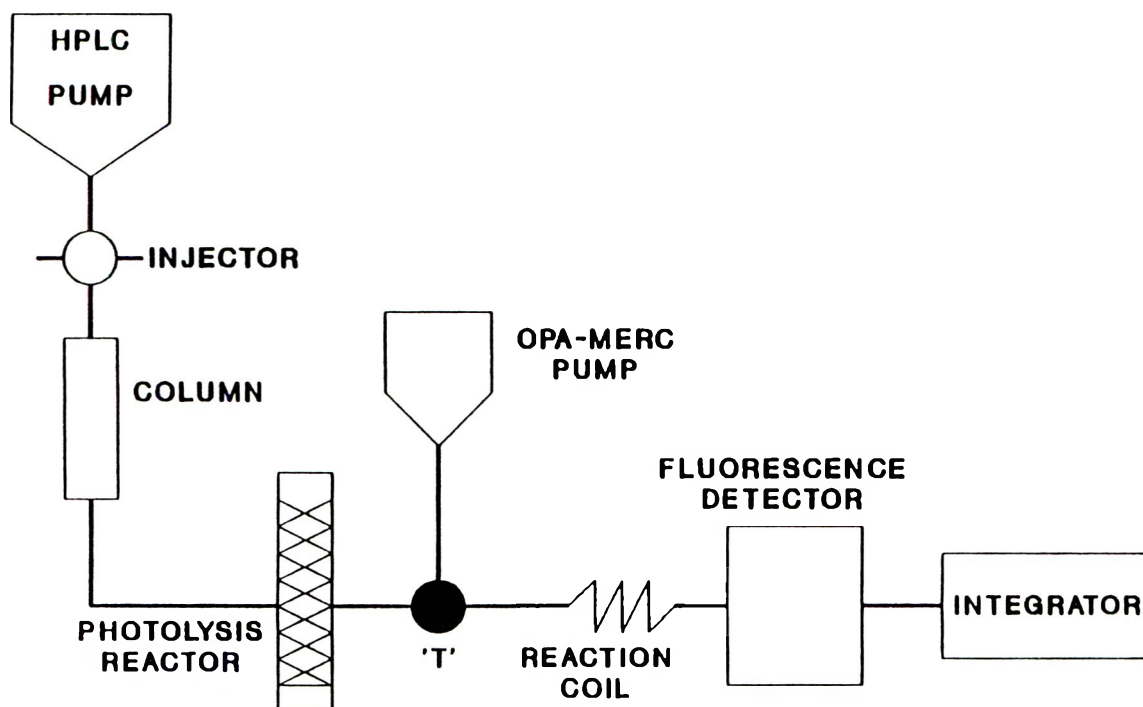 HPLC
PUMP
INJECTOR
COLUMN
OPA-MERC
PUMP
PHOTOLYSIS
REACTOR
'T'
REACTION
COIL
FLUORESCENCE
DETECTOR
INTEGRATOR